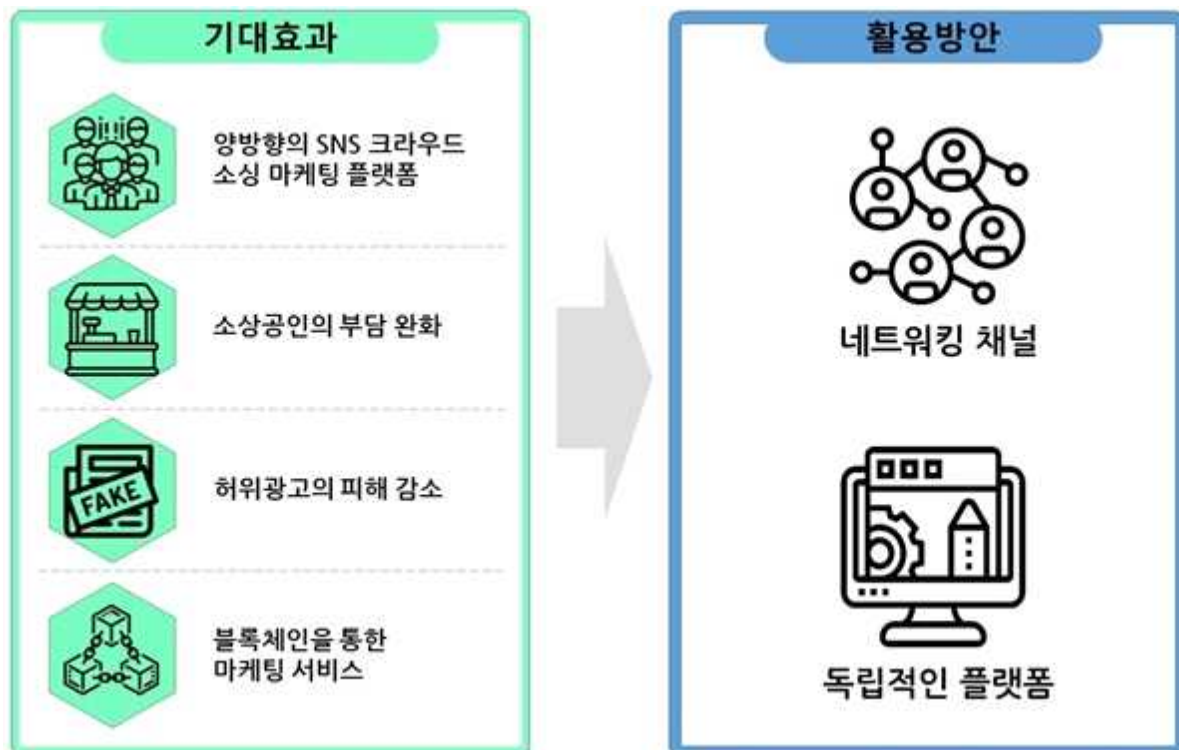 기대효과
양방향의 SNS 크라우드
소싱 마케팅 플랫폼
소상공인의 부담 완화
FAKE
허위광고의 피해 감소
블록체인을 통한
마케팅 서비스
활용방안
네트워킹 채널
독립적인 플랫폼